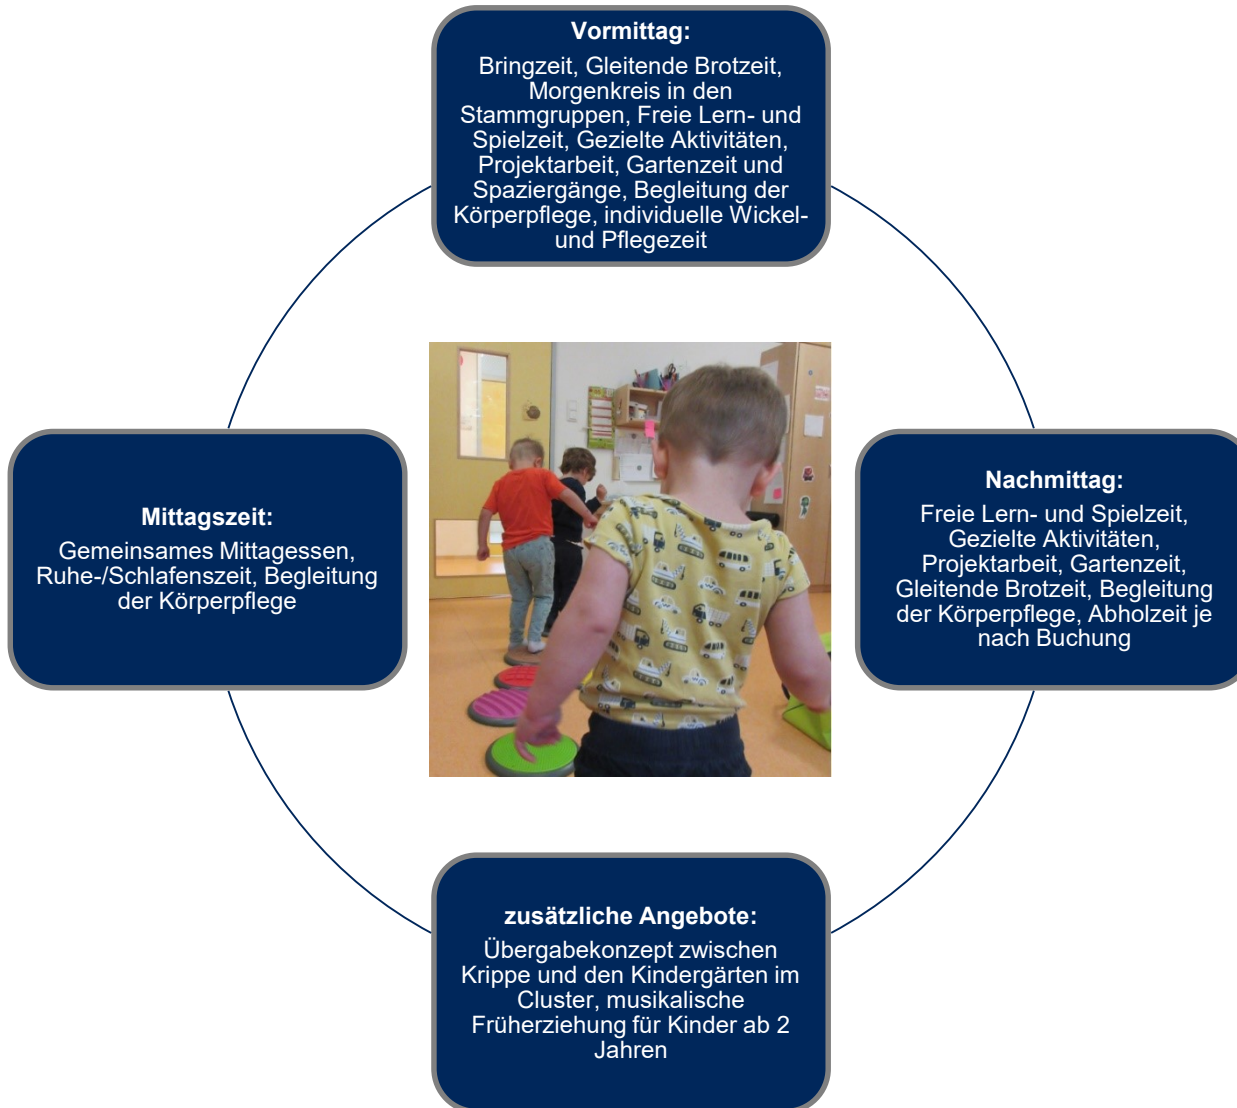 Vormittag:
Bringzeit, Gleitende Brotzeit,
Morgenkreis in den
Stammgruppen, Freie Lern- und
Spielzeit, Gezielte Aktivitäten,
Projektarbeit, Gartenzeit und
Spaziergänge, Begleitung der
Körperpflege, individuelle Wickel-
und Pflegezeit
Mittagszeit:
Gemeinsames Mittagessen,
Ruhe-/Schlafenszeit, Begleitung
der Körperpflege
Nachmittag:
Freie Lern- und Spielzeit,
Gezielte Aktivitäten,
Projektarbeit, Gartenzeit,
Gleitende Brotzeit, Begleitung
der Körperpflege, Abholzeit je
nach Buchung
zusätzliche Angebote:
Übergabekonzept zwischen
Krippe und den Kindergärten im
Cluster, musikalische
Früherziehung für Kinder ab 2
Jahren